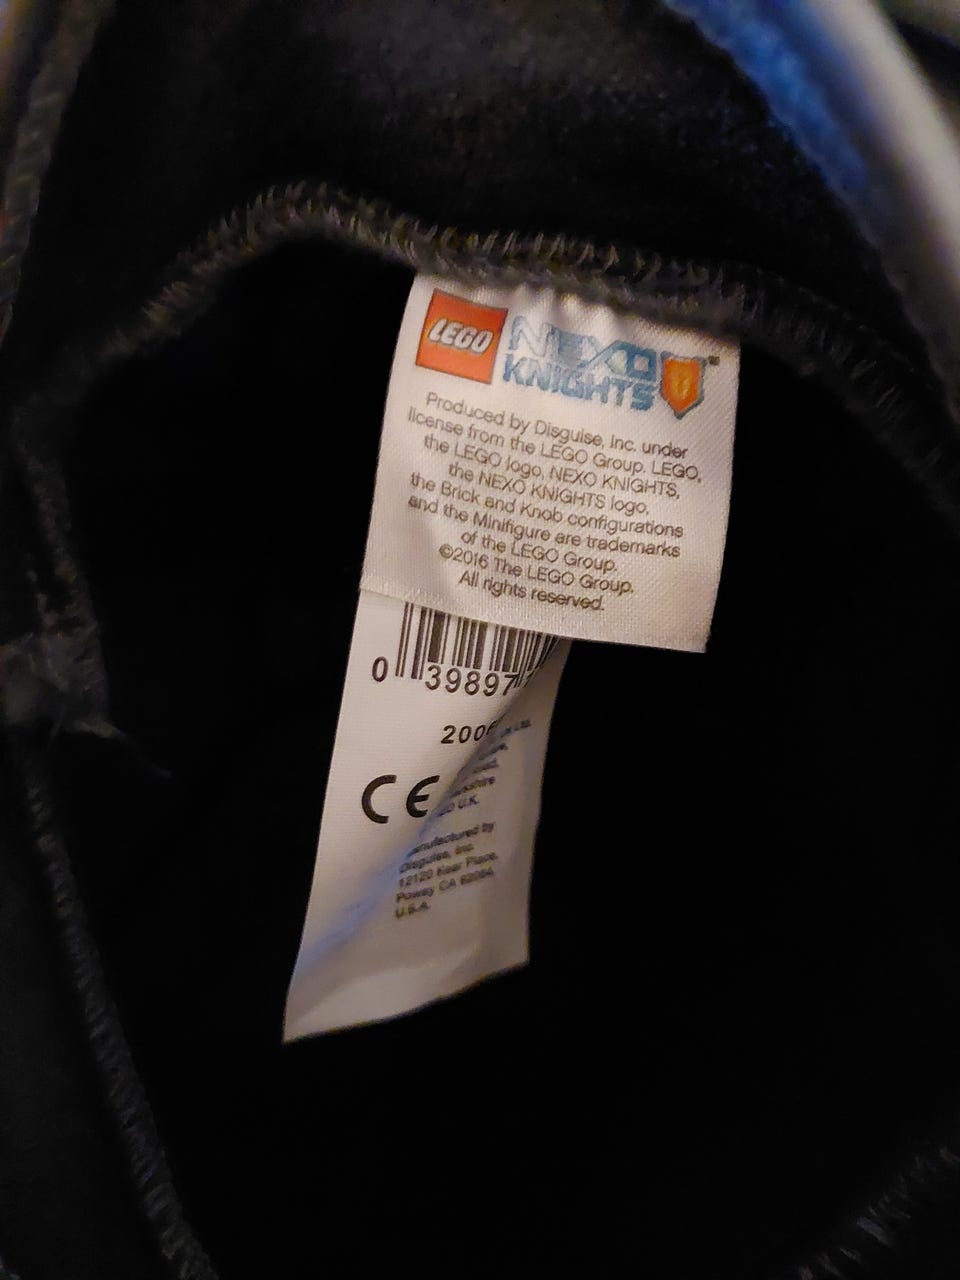 LEGO
NEXO
KNIGHTS™
Produced by Disguise, Inc. under
license from the LEGO Group. LEGO,
the LEGO logo, NEXO KNIGHTS,
the NEXO KNIGHTS logo,
the Brick and Knob configurations
and the Minifigure are trademarks
of the LEGO Group.
©2016 The LEGO Group.
All rights reserved.
0 39897
200
CE
U.K.
Disguise, Inc.
12120 Kear Place,
Poway CA
U.S.A.